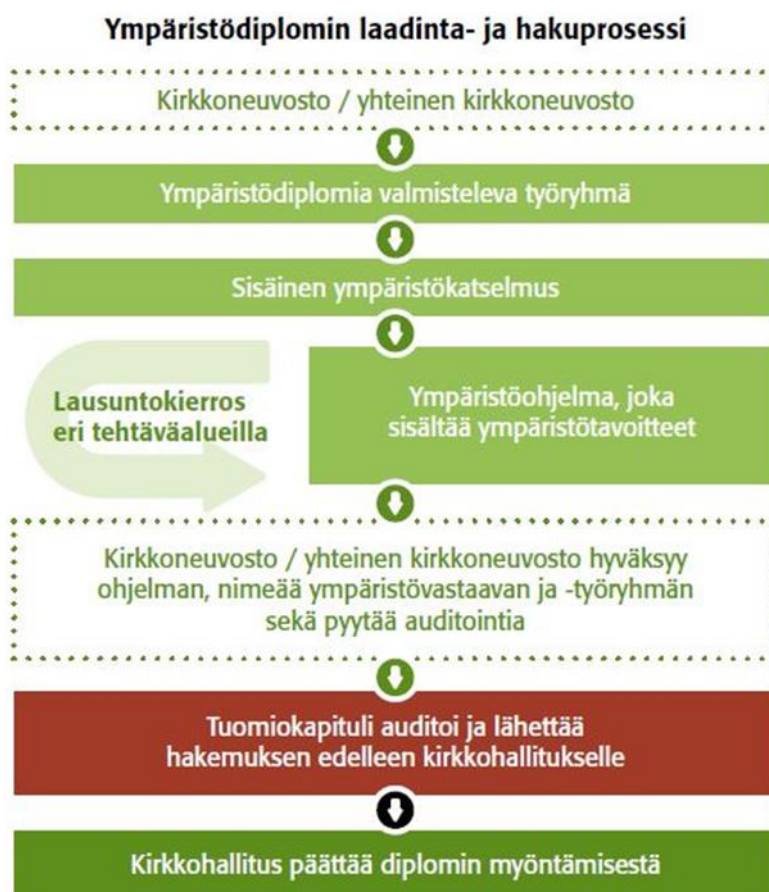 Ympäristödiplomin laadinta- ja hakuprosessi
Kirkkoneuvosto / yhteinen kirkkoneuvosto
Ympäristödiplomia valmisteleva työryhmä
Sisäinen ympäristökatselmus
Lausuntokierros
eri tehtäväalueilla
Ympäristöohjelma, joka
sisältää ympäristötavoitteet
Kirkkoneuvosto / yhteinen kirkkoneuvosto hyväksyy
ohjelman, nimeää ympäristövastaavan ja -työryhmän
sekä pyytää auditointia
Tuomiokapituli auditoi ja lähettää
hakemuksen edelleen kirkkohallitukselle
Kirkkohallitus päättää diplomin myöntämisestä